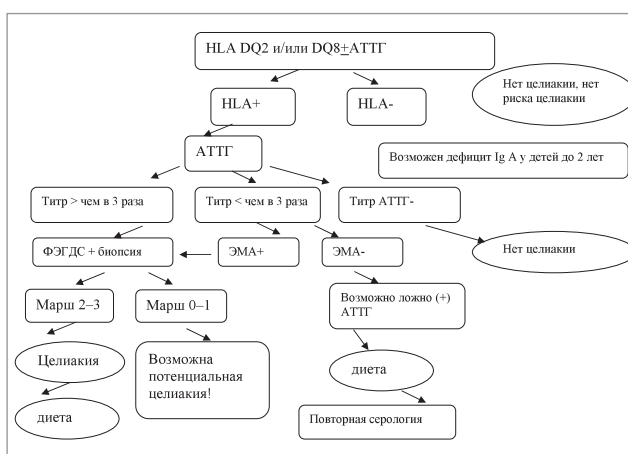 HLA DQ2 и/или DQ8±АТТГ
Нет целиакии, нет
риска целиакии
HLA+
HLA-
АТТГ
Возможен дефицит Ig A у детей до 2 лет
Титр > чем в 3 раза
Титр < чем в 3 раза
Титр АТТГ-
ФЭГДС + биопсия
ЭМА+
ЭМА-
Нет целиакии
Марш 2–3
Марш 0–1
Возможно ложно (+)
АТТГ
Целиакия
Возможна
потенциальная
целиакия!
диета
диета
Повторная серология